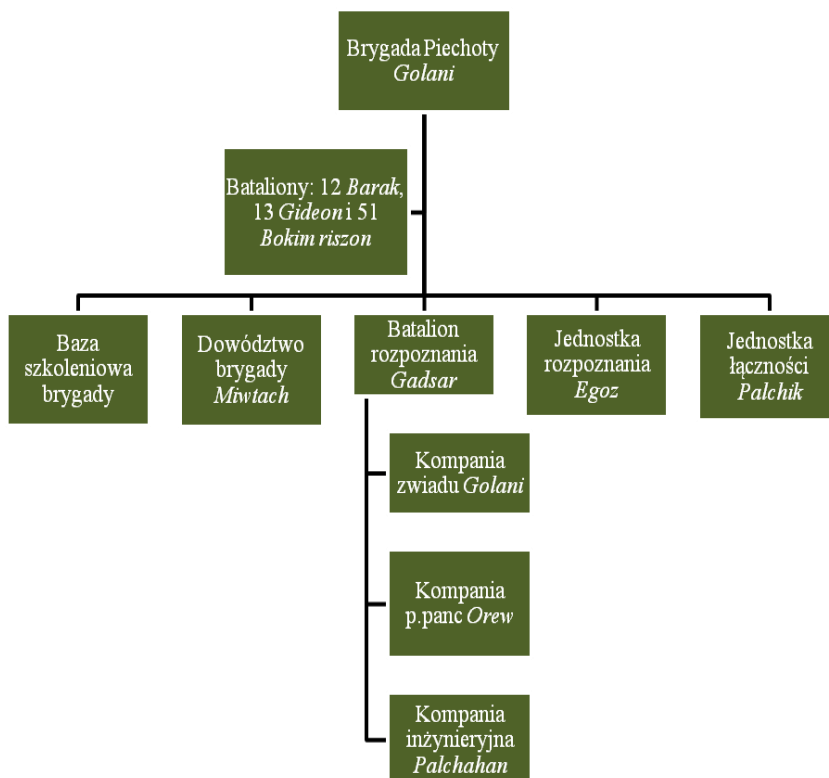 Brygada Piechoty
Golani
Bataliony: 12 Barak,
13 Gideon i 51
Bokim riszon
Baza
szkoleniowa
brygady
Dowództwo
brygady
Miwtach
Batalion
rozpoznania
Gadsar
Jednostka
rozpoznania
Egoz
Jednostka
łączności
Palchik
Kompania
zwiadu Golani
Kompania
p.panc Orew
Kompania
inżynieryjna
Palchahan